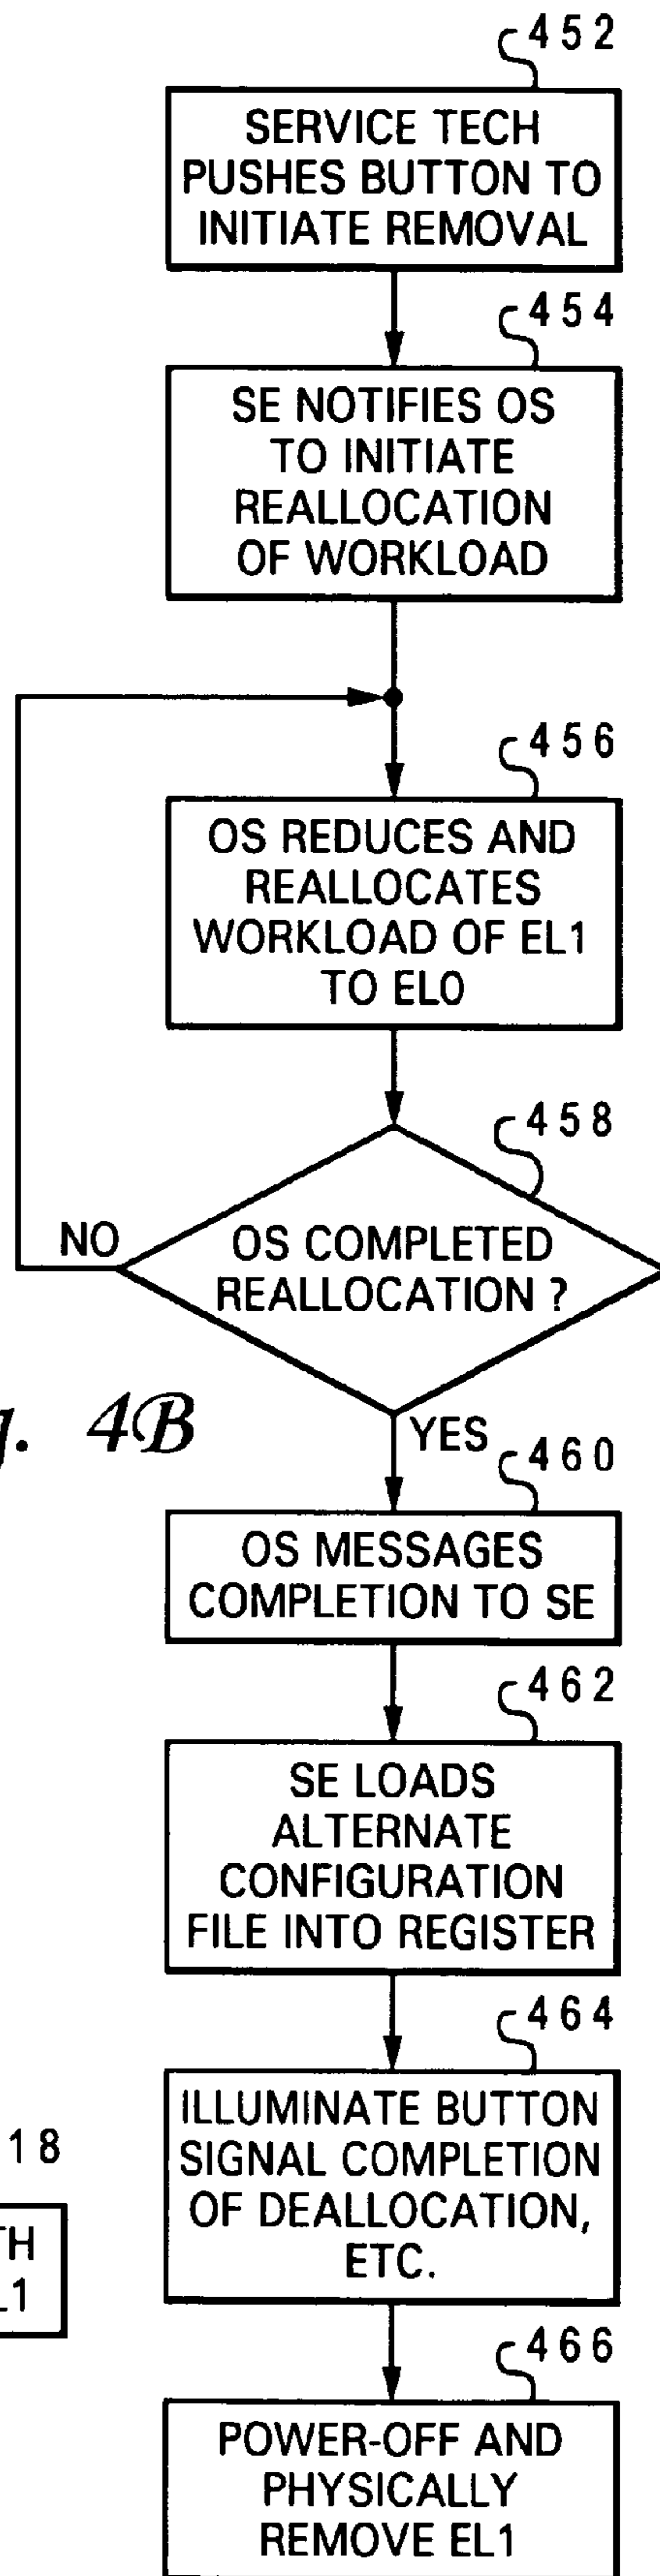 452
SERVICE TECH
PUSHES BUTTON TO
INITIATE REMOVAL
454
SE NOTIFIES OS
TO INITIATE
REALLOCATION
OF WORKLOAD
456
OS REDUCES AND
REALLOCATES
WORKLOAD OF EL1
TO EL0
458
NO
OS COMPLETED
REALLOCATION ?
4B
YES
460
OS MESSAGES
COMPLETION TO SE
462
SE LOADS
ALTERNATE
CONFIGURATION
FILE INTO REGISTER
464
ILLUMINATE BUTTON
SIGNAL COMPLETION
OF DEALLOCATION,
ETC.
18
TH
L1
466
POWER-OFF AND
PHYSICALLY
REMOVE EL1